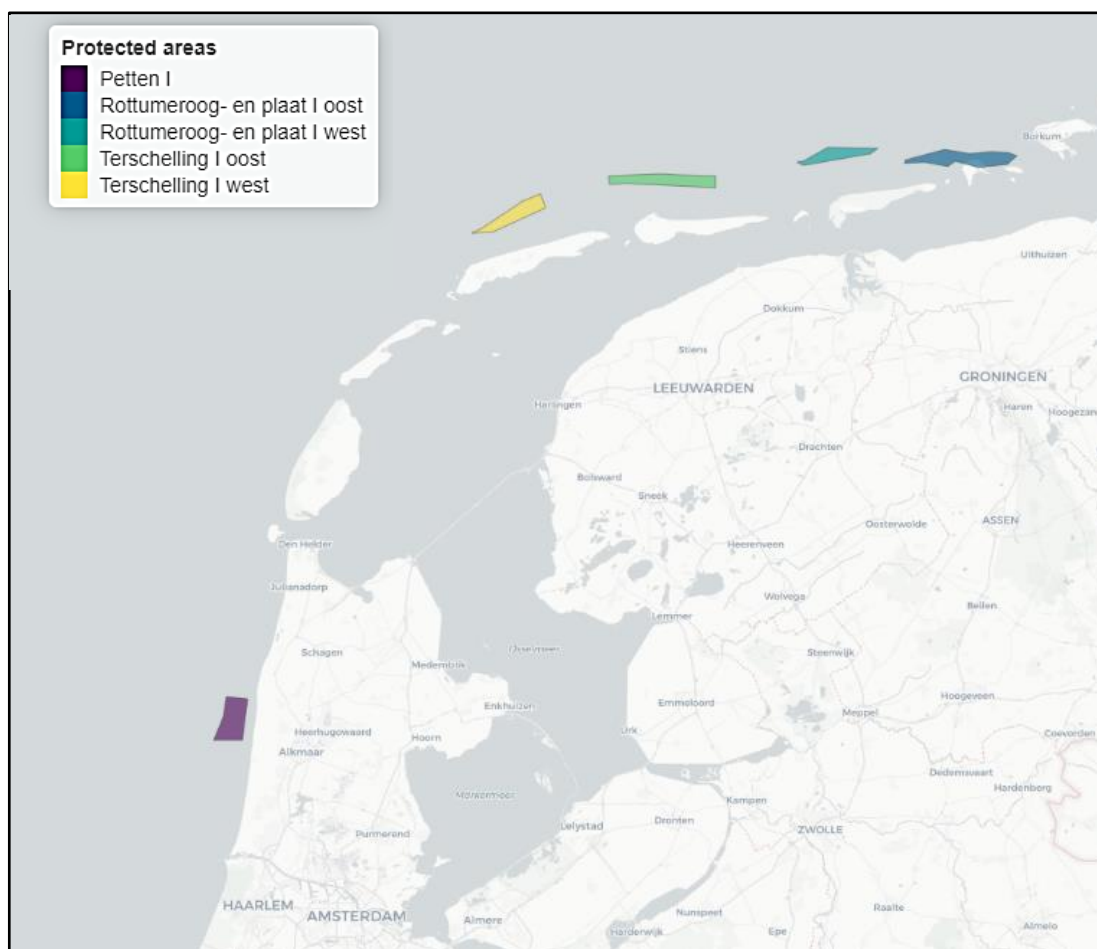 Protected areas
Petten I
Rottumeroog- en plaat I oost
Rottumeroog- en plaat I west
Terschelling I oost
Terschelling I west
Borkum
Uithuizen
Dokkum
Stiens
LEEUWARDEN
GRONINGEN
Harlingen
Haren
Hoogezan
Drachten
Bolsward
Sneek
Oosterwolde
ASSEN
Den Helder
Heerenveen
Julianadorp
Wolvega
Beilen
Lemmer
Schagen
IJsselmeer
Steenwijk
Medemblik
Enkhuizen
Emmeloord
Hoogeveen
Meppel
Heerhugowaard
Hoorn
Urk
Coevorden
Alkmaar
Dedemsvaart
Hardenberg
Markermeer
Kampen
Lelystad
Dronten
Purmerend
ZWOLLE
HAARLEM
AMSTERDAM
Almere
Nunspeet
Raalte
Harderwijk
Epe
Almelo